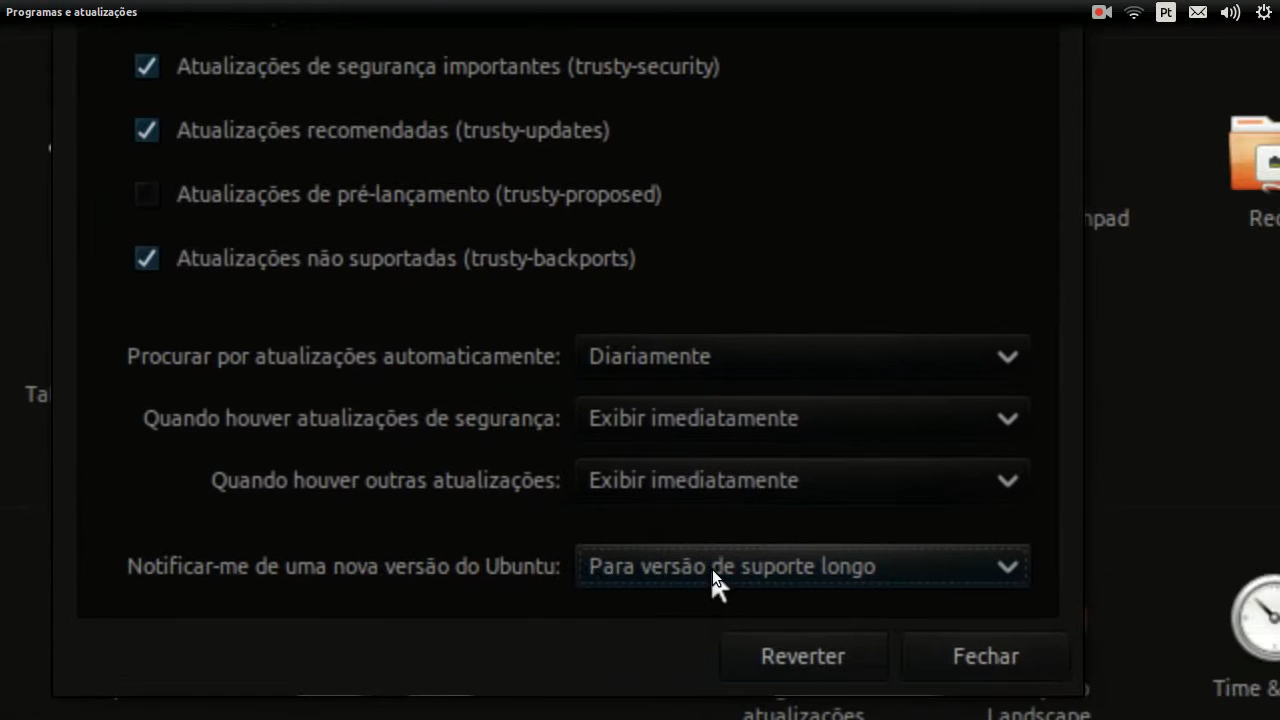 Programas e atualizações
Pt
Atualizações de segurança importantes (trusty-security)
Atualizações recomendadas (trusty-updates)
Atualizações de pré-lançamento (trusty-proposed)
Atualizações não suportadas (trusty-backports)
Procurar por atualizações automaticamente: Diariamente
Quando houver atualizações de segurança: Exibir imediatamente
Quando houver outras atualizações: Exibir imediatamente
Notificar-me de uma nova versão do Ubuntu: Para versão de suporte longo
Reverter Fechar
Time &
atualizações
Landscape